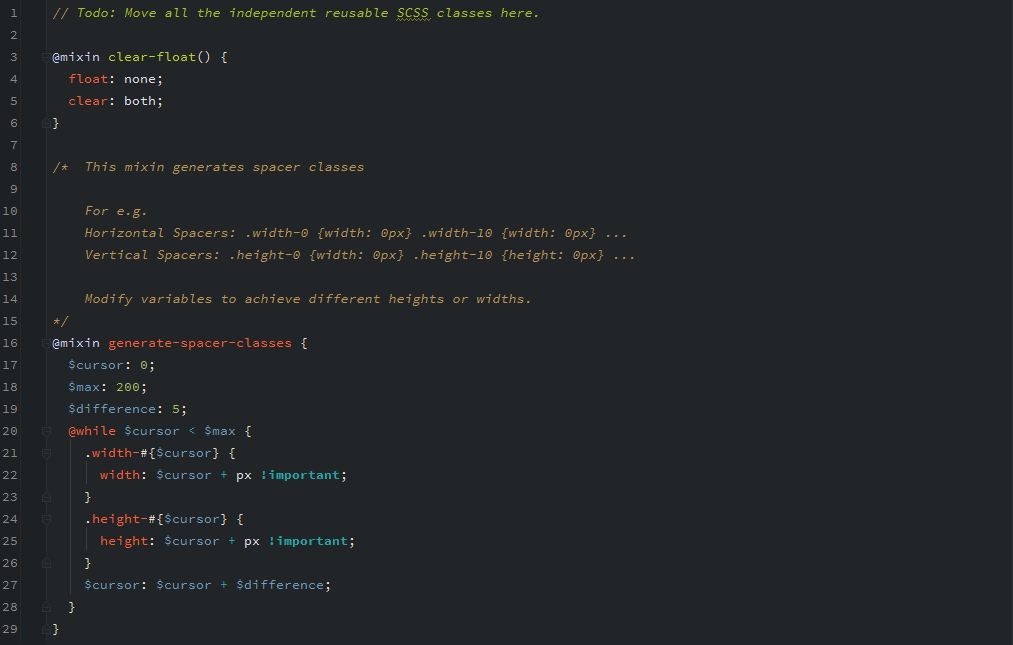 1 // Todo: Move all the independent reusable SCSS classes here.
2
3 @mixin clear-float() {
4   float: none;
5   clear: both;
6 }
7
8 /*  This mixin generates spacer classes
9
10     For e.g.
11     Horizontal Spacers: .width-0 {width: 0px} .width-10 {width: 0px} ...
12     Vertical Spacers: .height-0 {width: 0px} .height-10 {height: 0px} ...
13
14     Modify variables to achieve different heights or widths.
15 */
16 @mixin generate-spacer-classes {
17   $cursor: 0;
18   $max: 200;
19   $difference: 5;
20   @while $cursor < $max {
21     .width-#{$cursor} {
22       width: $cursor + px !important;
23     }
24     .height-#{$cursor} {
25       height: $cursor + px !important;
26     }
27     $cursor: $cursor + $difference;
28   }
29 }